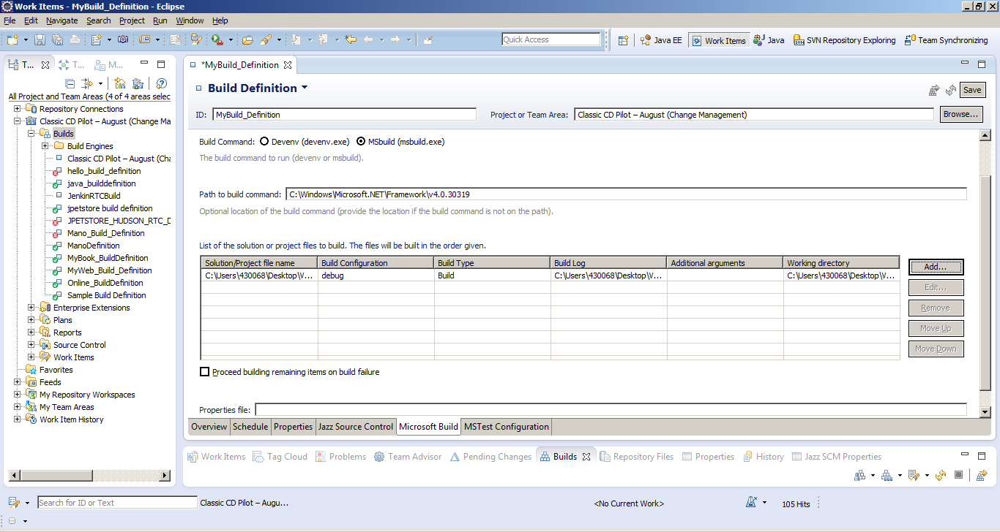 Work Items - MyBuild_Definition - Eclipse
File Edit Navigate Search Project Run Window Help
Quick Access
Java EE Work Items Java SVN Repository Exploring Team Synchronizing
T... T... M...
All Project and Team Areas (4 of 4 areas selec
Repository Connections
Classic CD Pilot – August (Change Ma
Builds
Build Engines
Classic CD Pilot – August (Cha
hello_build_definition
java_builddefinition
JenkinRTCBuild
jpetstore build definition
JPETSTORE_HUDSON_RTC_D
Mano_Build_Definition
ManoDefinition
MyBook_BuildDefinition
MyWeb_Build_Definition
Online_BuildDefinition
Sample Build Definition
Enterprise Extensions
Plans
Reports
Source Control
Work Items
Favorites
Feeds
My Repository Workspaces
My Team Areas
Work Item History
*MyBuild_Definition
Build Definition
Save
ID: MyBuild_Definition Project or Team Area: Classic CD Pilot – August (Change Management) Browse...
Build Command: Devenv (devenv.exe) MSbuild (msbuild.exe)
The build command to run (devenv or msbuild).
Path to build command: C:\Windows\Microsoft.NET\Framework\v4.0.30319
Optional location of the build command (provide the location if the build command is not on the path).
List of the solution or project files to build. The files will be built in the order given.
Solution/Project file name Build Configuration Build Type Build Log Additional arguments Working directory
C:\Users\430068\Desktop\V... debug Build C:\Users\430068\Desktop\V... C:\Users\430068\Desktop\V...
Add...
Edit...
Remove
Move Up
Move Down
Proceed building remaining items on build failure
Properties file:
Overview Schedule Properties Jazz Source Control Microsoft Build MSTest Configuration
Work Items Tag Cloud Problems Team Advisor Pending Changes Builds Repository Files Properties History Jazz SCM Properties
Search for ID or Text Classic CD Pilot – Augu... <No Current Work> 105 Hits